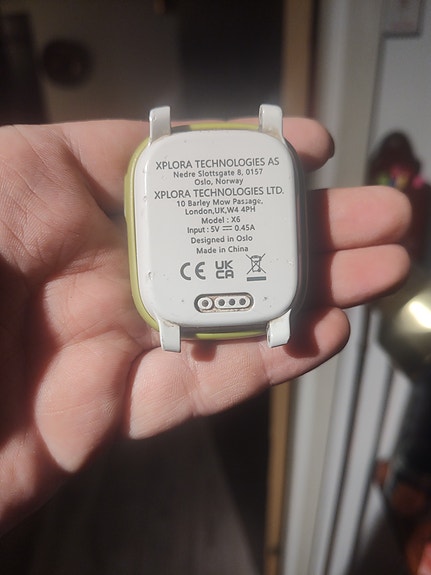 XPLORA TECHNOLOGIES AS
Nedre Slottsgate 8, 0157
Oslo, Norway
XPLORA TECHNOLOGIES LTD.
10 Barley Mow Passage,
London,UK,W4 4PH
Model : X6
Input : 5V ⎓ 0.45A
Designed in Oslo
Made in China
CE UK
CA